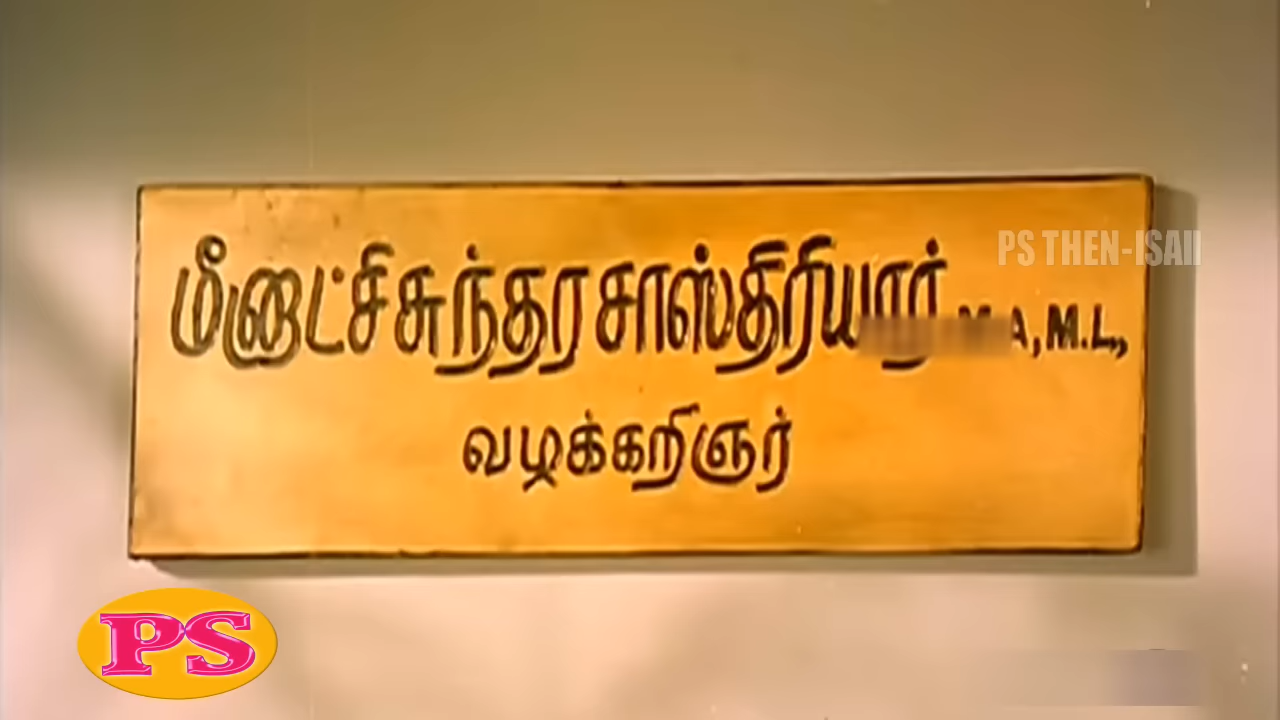 PS THEN-ISAII
மீனாட்சி சுந்தர சாஸ்திரியார் M.A, M.L.,
வழக்கறிஞர்
PS